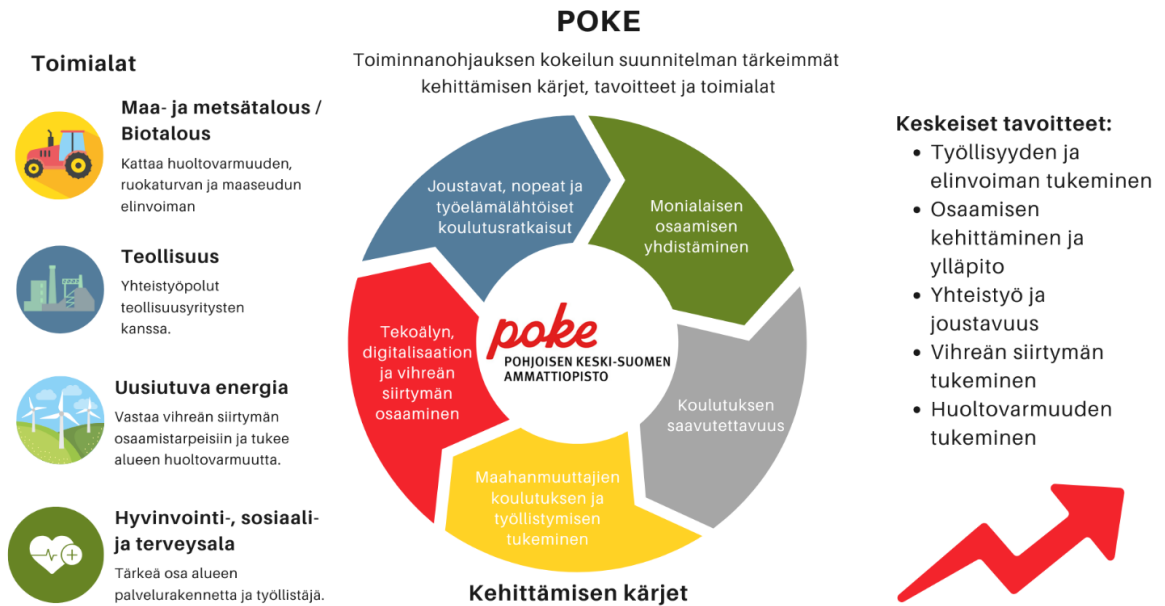 POKE
Toiminnanohjauksen kokeilun suunnitelman tärkeimmät
kehittämisen kärjet, tavoitteet ja toimialat
Toimialat
Maa- ja metsätalous /
Biotalous
Kattaa huoltovarmuuden,
ruokaturvan ja maaseudun
elinvoiman
Teollisuus
Yhteistyöpolut
teollisuusyritysten
kanssa.
Uusiutuva energia
Vastaa vihreän siirtymän
osaamistarpeisiin ja tukee
alueen huoltovarmuutta.
Hyvinvointi-, sosiaali-
ja terveysala
Tärkeä osa alueen
palvelurakennetta ja työllistäjä.
Joustavat, nopeat ja
työelämälähtöiset
koulutusratkaisut
Monialaisen
osaamisen
yhdistäminen
Koulutuksen
saavutettavuus
Maahanmuuttajien
koulutuksen ja
työllistymisen
tukeminen
Tekoälyn,
digitalisaation
ja vihreän
siirtymän
osaaminen
poke
POHJOISEN KESKI-SUOMEN
AMMATTIOPISTO
Kehittämisen kärjet
Keskeiset tavoitteet:
• Työllisyyden ja
elinvoiman tukeminen
• Osaamisen
kehittäminen ja
ylläpito
• Yhteistyö ja
joustavuus
• Vihreän siirtymän
tukeminen
• Huoltovarmuuden
tukeminen